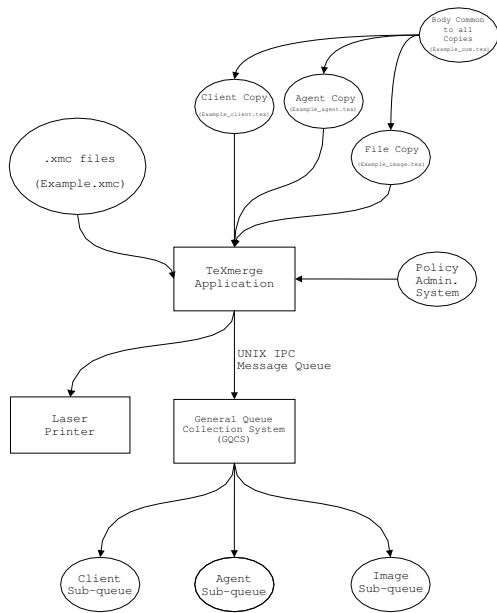 Body Common
to all
Copies
(Example_com.tex)
Client Copy
(Example_client.tex)
Agent Copy
(Example_agent.tex)
File Copy
(Example_image.tex)
.xmc files
(Example.xmc)
TeXmerge
Application
Policy
Admin.
System
UNIX IPC
Message Queue
Laser
Printer
General Queue
Collection System
(GQCS)
Client
Sub-queue
Agent
Sub-queue
Image
Sub-queue